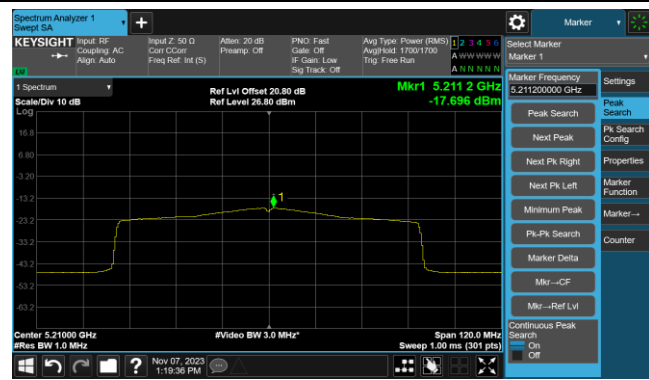 Spectrum Analyzer 1
Swept SA
Marker
KEYSIGHT
LV
Input: RF
Coupling: AC
Align: Auto
Input Z: 50 Ω
Corr CCorr
Freq Ref: Int (S)
Atten: 20 dB
Preamp: Off
PNO: Fast
Gate: Off
IF Gain: Low
Sig Track: Off
Avg Type: Power (RMS)
Avg|Hold: 1700/1700
Trig: Free Run
1 2 3 4 5 6
A W W W W W
A N N N N N
Select Marker
Marker 1
1 Spectrum
Scale/Div 10 dB
Log
Ref Lvl Offset 20.80 dB
Ref Level 26.80 dBm
Mkr1 5.211 2 GHz
-17.696 dBm
16.8
6.80
-3.20
-13.2
-23.2
-33.2
-43.2
-53.2
-63.2
1
Center 5.21000 GHz
#Res BW 1.0 MHz
#Video BW 3.0 MHz*
Span 120.0 MHz
Sweep 1.00 ms (301 pts)
Marker Frequency
5.211200000 GHz
Peak Search
Next Peak
Next Pk Right
Next Pk Left
Minimum Peak
Pk-Pk Search
Marker Delta
Mkr→CF
Mkr→Ref Lvl
Continuous Peak
Search
On
Off
Settings
Peak
Search
Pk Search
Config
Properties
Marker
Function
Marker→
Counter
?
Nov 07, 2023
1:19:36 PM